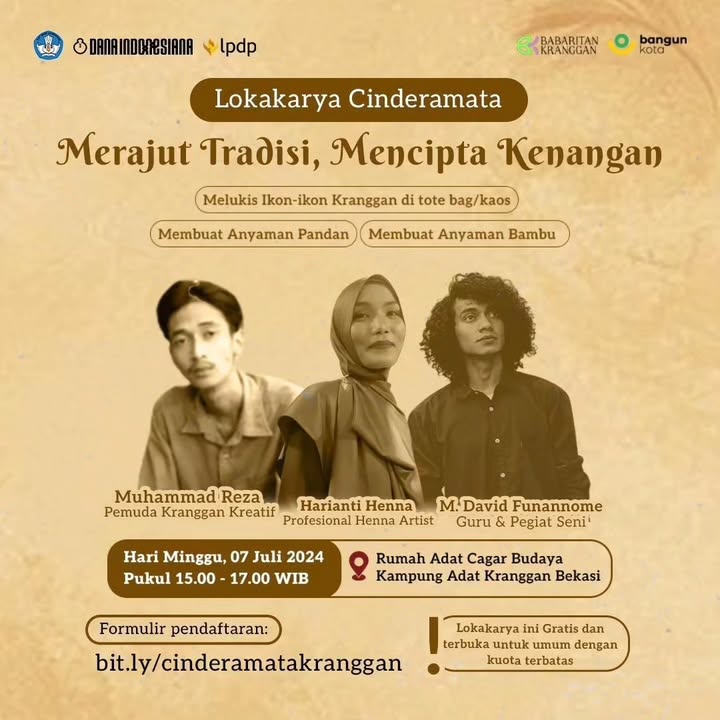 DANA INDONESIANA
lpdp
BABARITAN
KRANGGAN
bangun
kota
Lokakarya Cinderamata
Merajut Tradisi, Mencipta Kenangan
Melukis Ikon-ikon Kranggan di tote bag/kaos
Membuat Anyaman Pandan
Membuat Anyaman Bambu
Muhammad Reza
Pemuda Kranggan Kreatif
Harianti Henna
Profesional Henna Artist
M. David Funannome
Guru & Pegiat Seni
Hari Minggu, 07 Juli 2024
Pukul 15.00 - 17.00 WIB
Rumah Adat Cagar Budaya
Kampung Adat Kranggan Bekasi
Formulir pendaftaran:
bit.ly/cinderamatakranggan
!
Lokakarya ini Gratis dan
terbuka untuk umum dengan
kuota terbatas